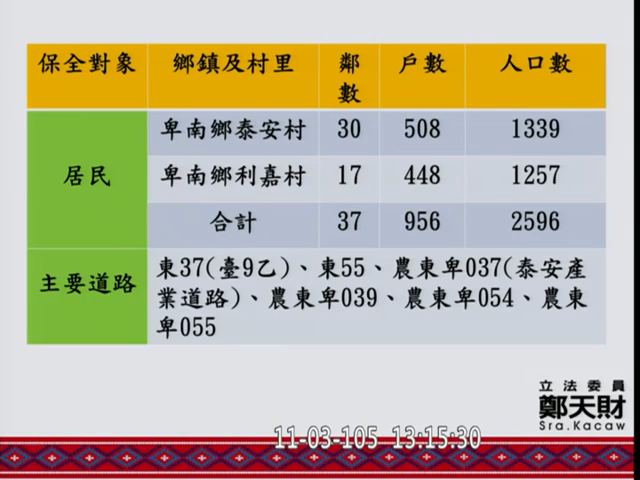 保全對象 鄉鎮及村里 鄰數 戶數 人口數
居民 卑南鄉泰安村 30 508 1339
卑南鄉利嘉村 17 448 1257
合計 37 956 2596
主要道路 東37(臺9乙)、東55、農東卑037(泰安產
業道路)、農東卑039、農東卑054、農東
卑055
立法委員
鄭天財
Sra.Kacaw
11-03-105 13:15:30